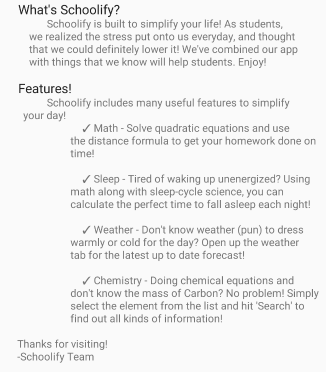 What's Schoolify?
Schoolify is built to simplify your life! As students,
we realized the stress put onto us everyday, and thought
that we could definitely lower it! We've combined our app
with things that we know will help students. Enjoy!
Features!
Schoolify includes many useful features to simplify
your day!
✓ Math - Solve quadratic equations and use
the distance formula to get your homework done on
time!
✓ Sleep - Tired of waking up unenergized? Using
math along with sleep-cycle science, you can
calculate the perfect time to fall asleep each night!
✓ Weather - Don't know weather (pun) to dress
warmly or cold for the day? Open up the weather
tab for the latest up to date forecast!
✓ Chemistry - Doing chemical equations and
don't know the mass of Carbon? No problem! Simply
select the element from the list and hit 'Search' to
find out all kinds of information!
Thanks for visiting!
-Schoolify Team